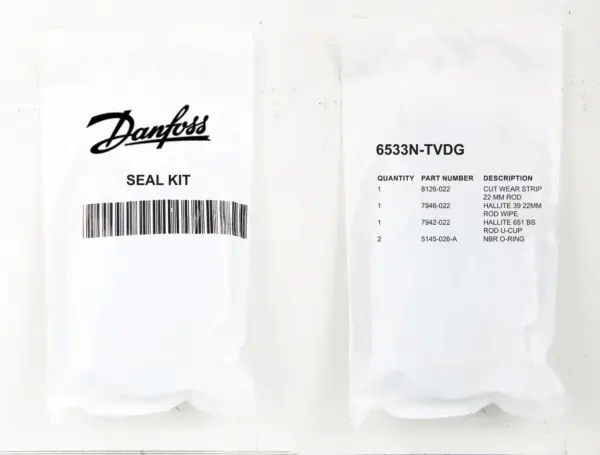 Danfoss
SEAL KIT
6533N-TVDG
QUANTITY PART NUMBER DESCRIPTION
1 8126-022 CUT WEAR STRIP
22 MM ROD
1 7946-022 HALLITE 39 22MM
ROD WIPE
1 7942-022 HALLITE 651 BS
ROD U-CUP
2 5145-026-A NBR O-RING